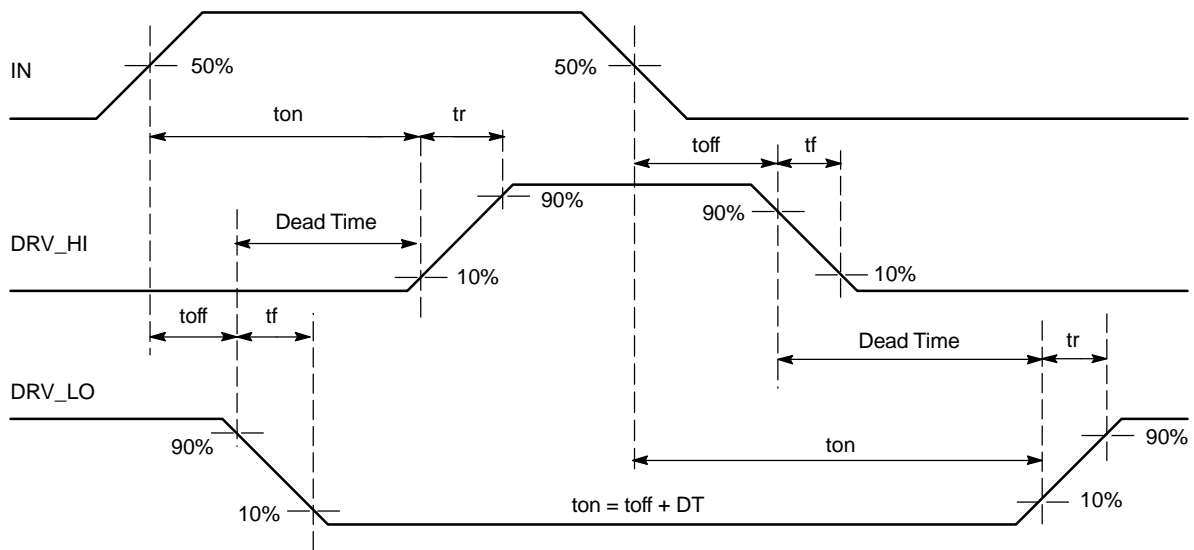 IN
50%
50%
ton
tr
toff
tf
90%
90%
Dead Time
DRV_HI
10%
10%
toff
tf
Dead Time
tr
DRV_LO
90%
90%
ton
10%
ton = toff + DT
10%